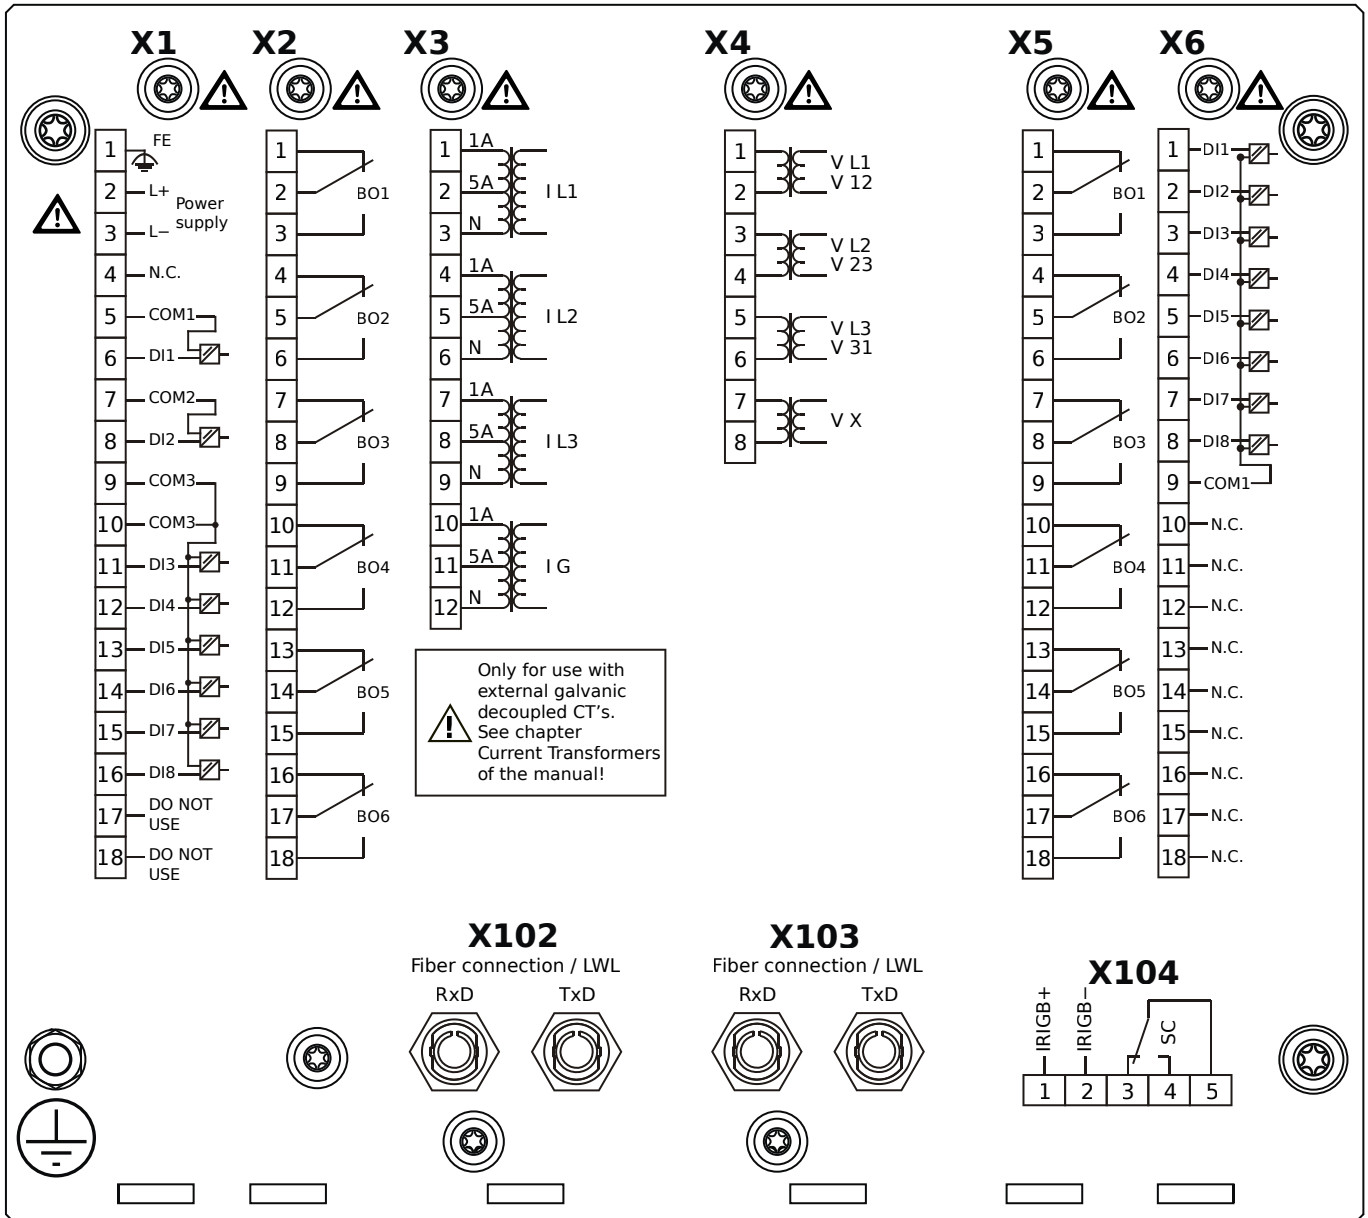 X1
X2
X3
X4
X5
X6
1
FE
2
L+
Power
supply
3
L−
4
N.C.
5
COM1
6
DI1
7
COM2
8
DI2
9
COM3
10
COM3
11
DI3
12
DI4
13
DI5
14
DI6
15
DI7
16
DI8
17
DO NOT
USE
18
DO NOT
USE
1
2
BO1
3
4
5
BO2
6
7
8
BO3
9
10
11
BO4
12
13
14
BO5
15
16
17
BO6
18
1
1A
2
5A
I L1
3
N
4
1A
5
5A
I L2
6
N
7
1A
8
5A
I L3
9
N
10
1A
11
5A
I G
12
N
Only for use with
external galvanic
decoupled CT's.
See chapter
Current Transformers
of the manual!
1
V L1
2
V 12
3
V L2
4
V 23
5
V L3
6
V 31
7
V X
8
1
2
BO1
3
4
5
BO2
6
7
8
BO3
9
10
11
BO4
12
13
14
BO5
15
16
17
BO6
18
1
DI1
2
DI2
3
DI3
4
DI4
5
DI5
6
DI6
7
DI7
8
DI8
9
COM1
10
N.C.
11
N.C.
12
N.C.
13
N.C.
14
N.C.
15
N.C.
16
N.C.
17
N.C.
18
N.C.
X102
Fiber connection / LWL
RxD
TxD
X103
Fiber connection / LWL
RxD
TxD
X104
IRIGB+
IRIGB−
SC
1
2
3
4
5